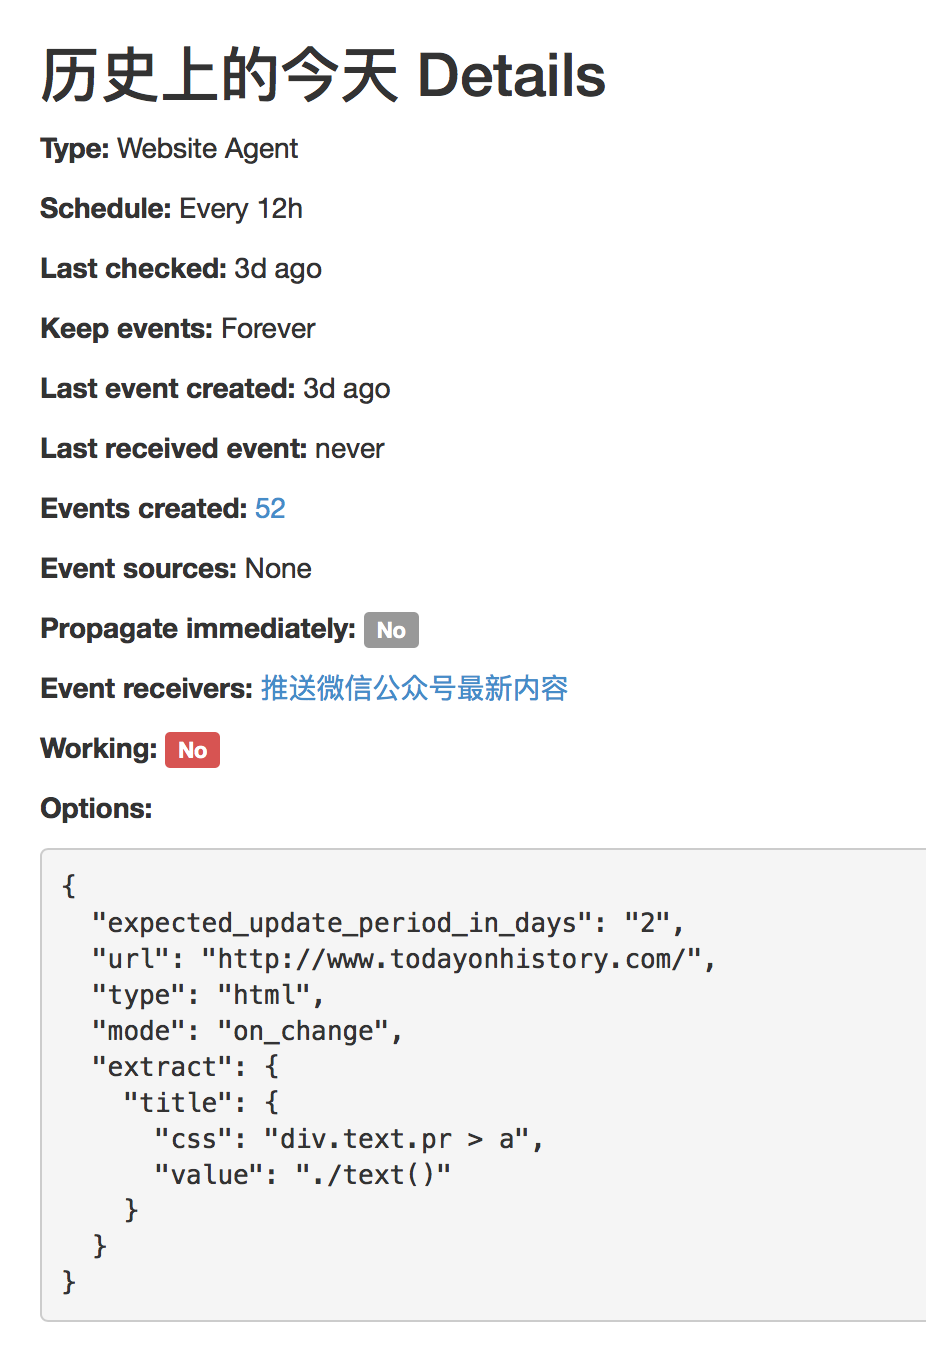 历史上的今天 Details
Type: Website Agent
Schedule: Every 12h
Last checked: 3d ago
Keep events: Forever
Last event created: 3d ago
Last received event: never
Events created: 52
Event sources: None
Propagate immediately: No
Event receivers: 推送微信公众号最新内容
Working: No
Options:
{
  "expected_update_period_in_days": "2",
  "url": "http://www.todayonhistory.com/",
  "type": "html",
  "mode": "on_change",
  "extract": {
    "title": {
      "css": "div.text.pr > a",
      "value": "./text()"
    }
  }
}